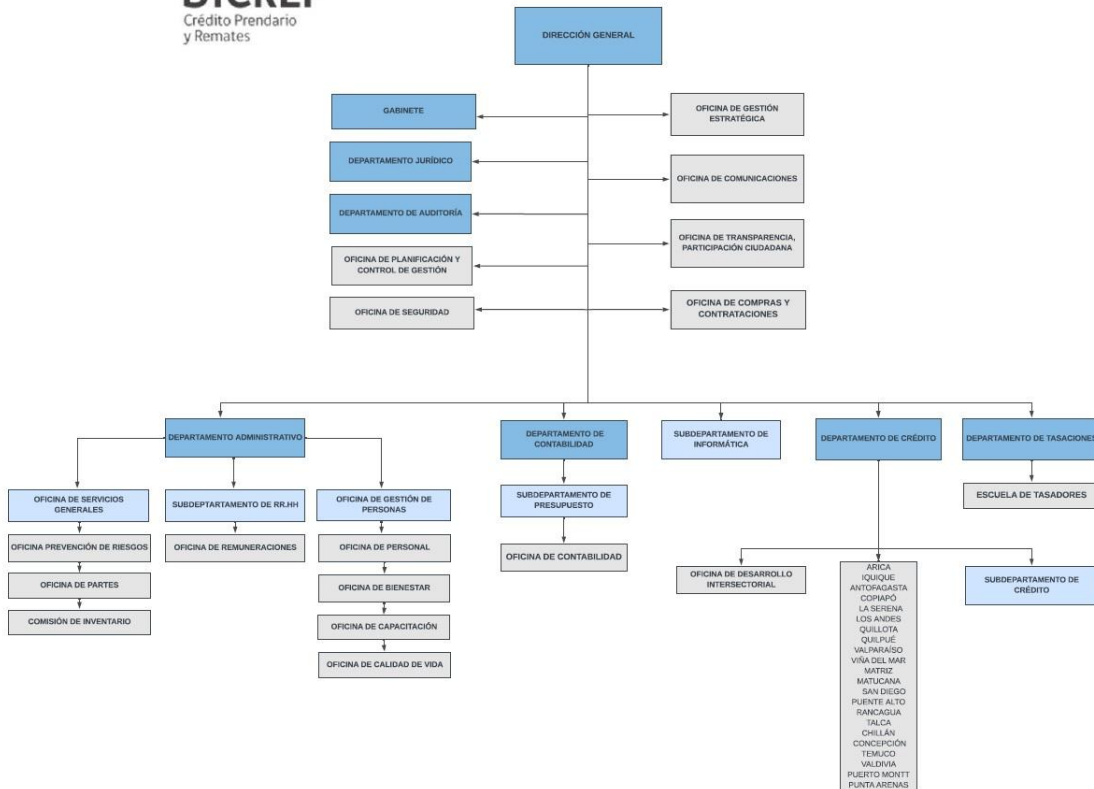 Crédito Prendario
y Remates
DIRECCIÓN GENERAL
GABINETE
OFICINA DE GESTIÓN
ESTRATÉGICA
DEPARTAMENTO JURÍDICO
OFICINA DE COMUNICACIONES
DEPARTAMENTO DE AUDITORÍA
OFICINA DE TRANSPARENCIA,
PARTICIPACIÓN CIUDADANA
OFICINA DE PLANIFICACIÓN Y
CONTROL DE GESTIÓN
OFICINA DE SEGURIDAD
OFICINA DE COMPRAS Y
CONTRATACIONES
DEPARTAMENTO ADMINISTRATIVO
DEPARTAMENTO DE
CONTABILIDAD
SUBDEPARTAMENTO DE
INFORMÁTICA
DEPARTAMENTO DE CRÉDITO
DEPARTAMENTO DE TASACIONES
OFICINA DE SERVICIOS
GENERALES
SUBDEPTARTAMENTO DE RR.HH
OFICINA DE GESTIÓN DE
PERSONAS
SUBDEPARTAMENTO DE
PRESUPUESTO
ESCUELA DE TASADORES
OFICINA PREVENCIÓN DE RIESGOS
OFICINA DE REMUNERACIONES
OFICINA DE PERSONAL
OFICINA DE CONTABILIDAD
OFICINA DE PARTES
OFICINA DE BIENESTAR
COMISIÓN DE INVENTARIO
OFICINA DE CAPACITACIÓN
OFICINA DE CALIDAD DE VIDA
OFICINA DE DESARROLLO
INTERSECTORIAL
ARICA
IQUIQUE
ANTOFAGASTA
COPIAPÓ
LA SERENA
LOS ANDES
QUILLOTA
QUILPUÉ
VALPARAÍSO
VIÑA DEL MAR
MATRIZ
MATUCANA
SAN DIEGO
PUENTE ALTO
RANCAGUA
TALCA
CHILLÁN
CONCEPCIÓN
TEMUCO
VALDIVIA
PUERTO MONTT
PUNTA ARENAS
SUBDEPARTAMENTO DE
CRÉDITO